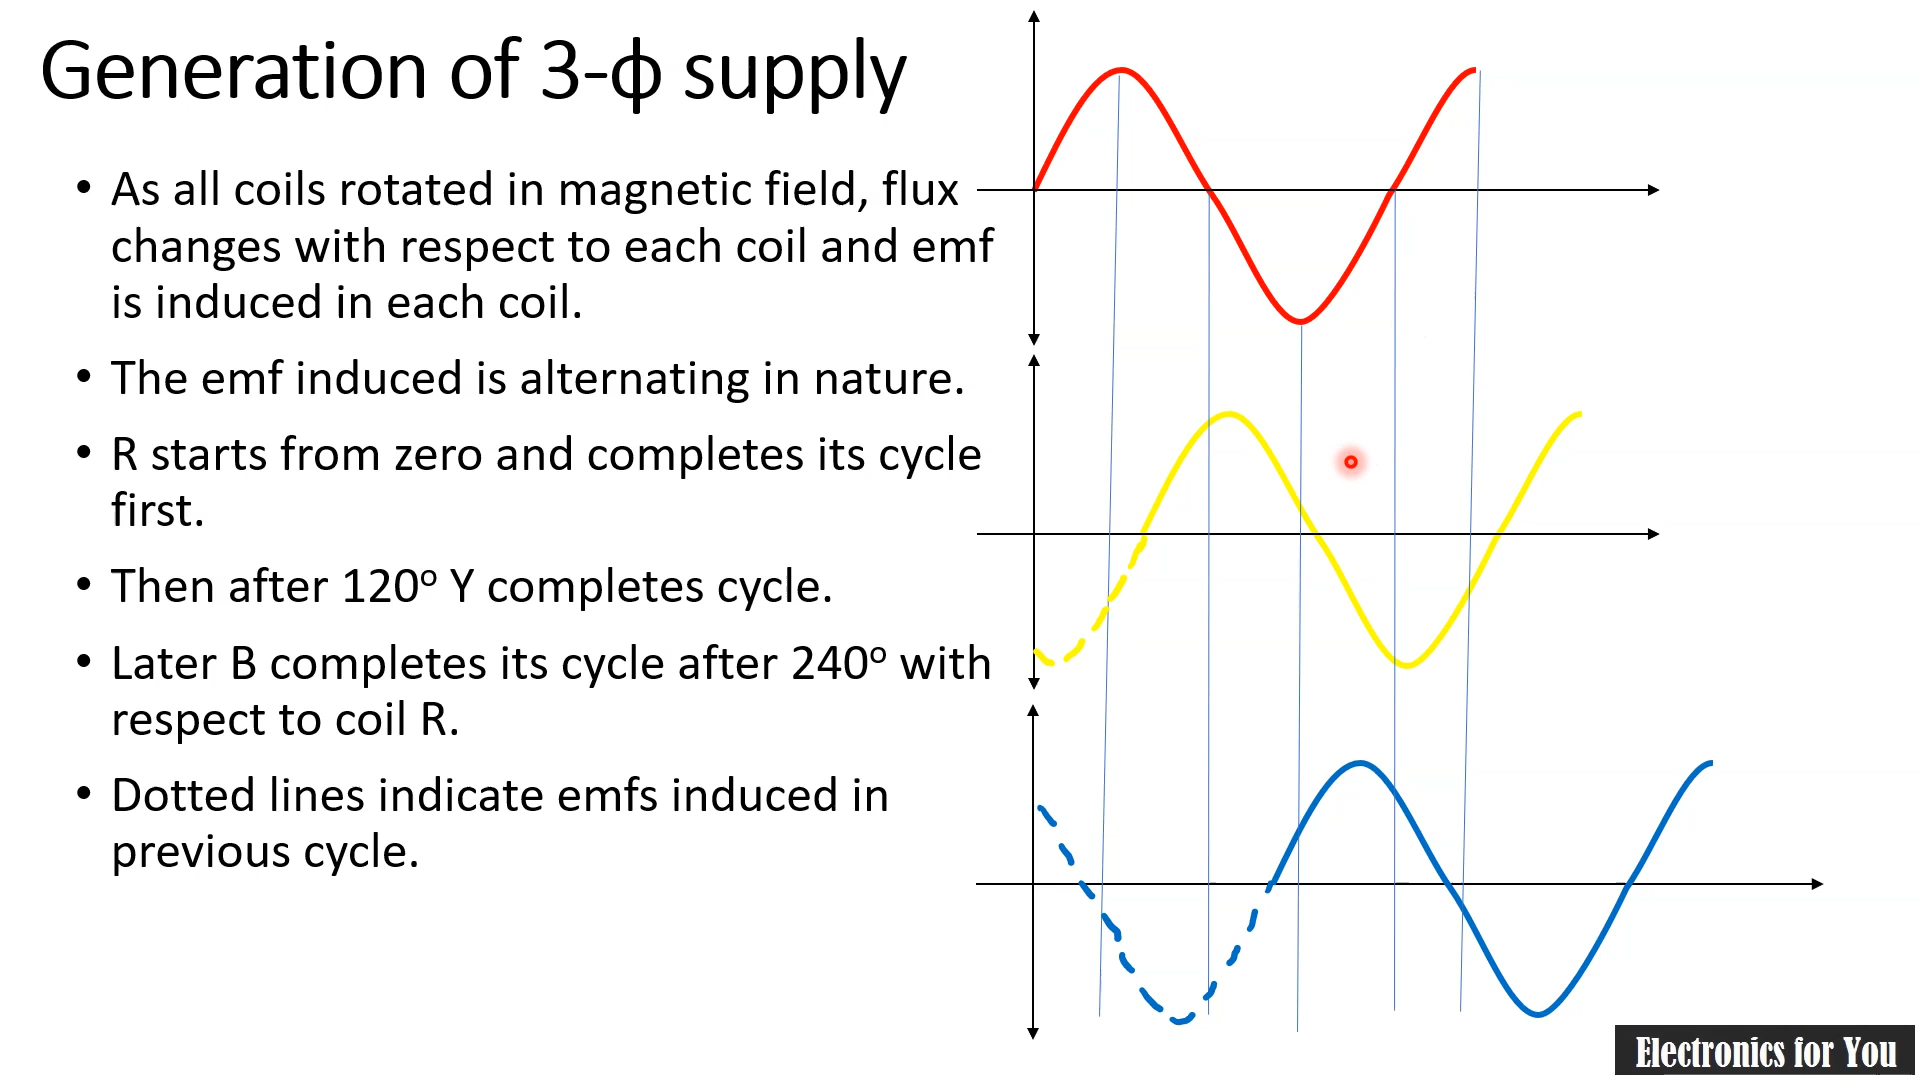 Generation of 3-ф supply
• As all coils rotated in magnetic field, flux
changes with respect to each coil and emf
is induced in each coil.
• The emf induced is alternating in nature.
• R starts from zero and completes its cycle
first.
• Then after 120º Y completes cycle.
• Later B completes its cycle after 240º with
respect to coil R.
• Dotted lines indicate emfs induced in
previous cycle.
Electronics for You